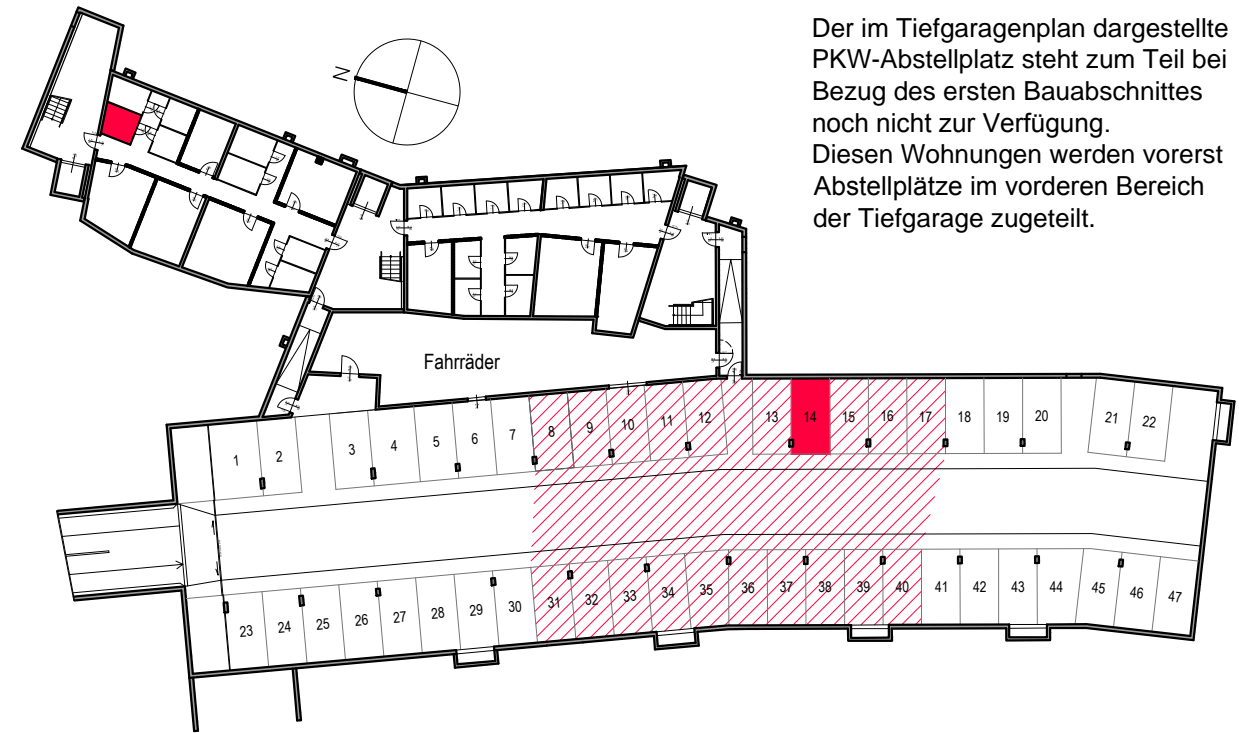 Der im Tiefgaragenplan dargestellte
PKW-Abstellplatz steht zum Teil bei
Bezug des ersten Bauabschnittes
noch nicht zur Verfügung.
Diesen Wohnungen werden vorerst
Abstellplätze im vorderen Bereich
der Tiefgarage zugeteilt.
N
Fahrräder
1 2 3 4 5 6 7 8 9 10 11 12 13 14 15 16 17 18 19 20 21 22
23 24 25 26 27 28 29 30 31 32 33 34 35 36 37 38 39 40 41 42 43 44 45 46 47